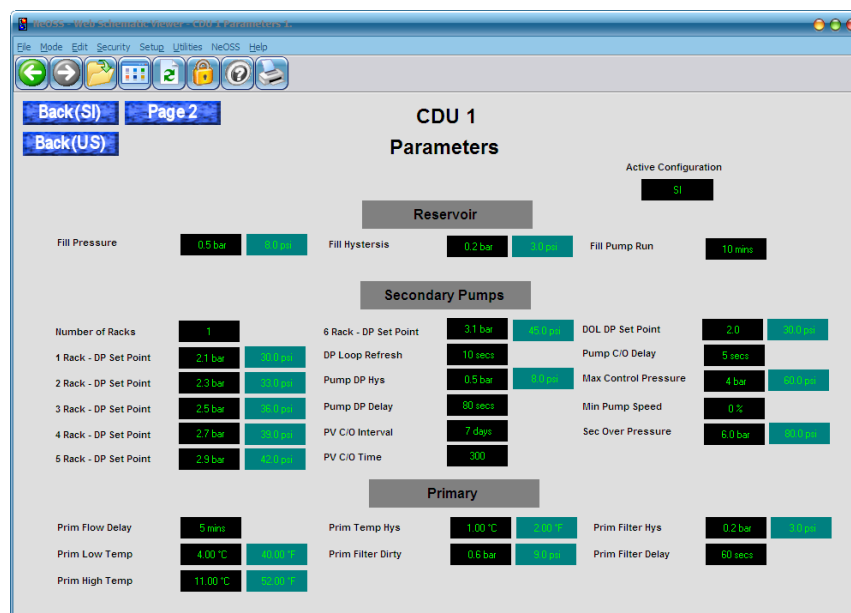 NeOSS - Web Schematic Viewer - CDU 1 Parameters 1.
File Mode Edit Security Setup Utilities NeOSS Help
Back(SI) Page 2
Back(US)
CDU 1
Parameters
Active Configuration
SI
Reservoir
Fill Pressure 0.5 bar 8.0 psi Fill Hystersis 0.2 bar 3.0 psi Fill Pump Run 10 mins
Secondary Pumps
Number of Racks 1 6 Rack - DP Set Point 3.1 bar 45.0 psi DOL DP Set Point 2.0 30.0 psi
1 Rack - DP Set Point 2.1 bar 30.0 psi DP Loop Refresh 10 secs Pump C/O Delay 5 secs
2 Rack - DP Set Point 2.3 bar 33.0 psi Pump DP Hys 0.5 bar 8.0 psi Max Control Pressure 4 bar 60.0 psi
3 Rack - DP Set Point 2.5 bar 36.0 psi Pump DP Delay 80 secs Min Pump Speed 0 %
4 Rack - DP Set Point 2.7 bar 39.0 psi PV C/O Interval 7 days Sec Over Pressure 6.0 bar 80.0 psi
5 Rack - DP Set Point 2.9 bar 42.0 psi PV C/O Time 300
Primary
Prim Flow Delay 5 mins Prim Temp Hys 1.00 °C 2.00 °F Prim Filter Hys 0.2 bar 3.0 psi
Prim Low Temp 4.00 °C 40.00 °F Prim Filter Dirty 0.6 bar 9.0 psi Prim Filter Delay 60 secs
Prim High Temp 11.00 °C 52.00 °F